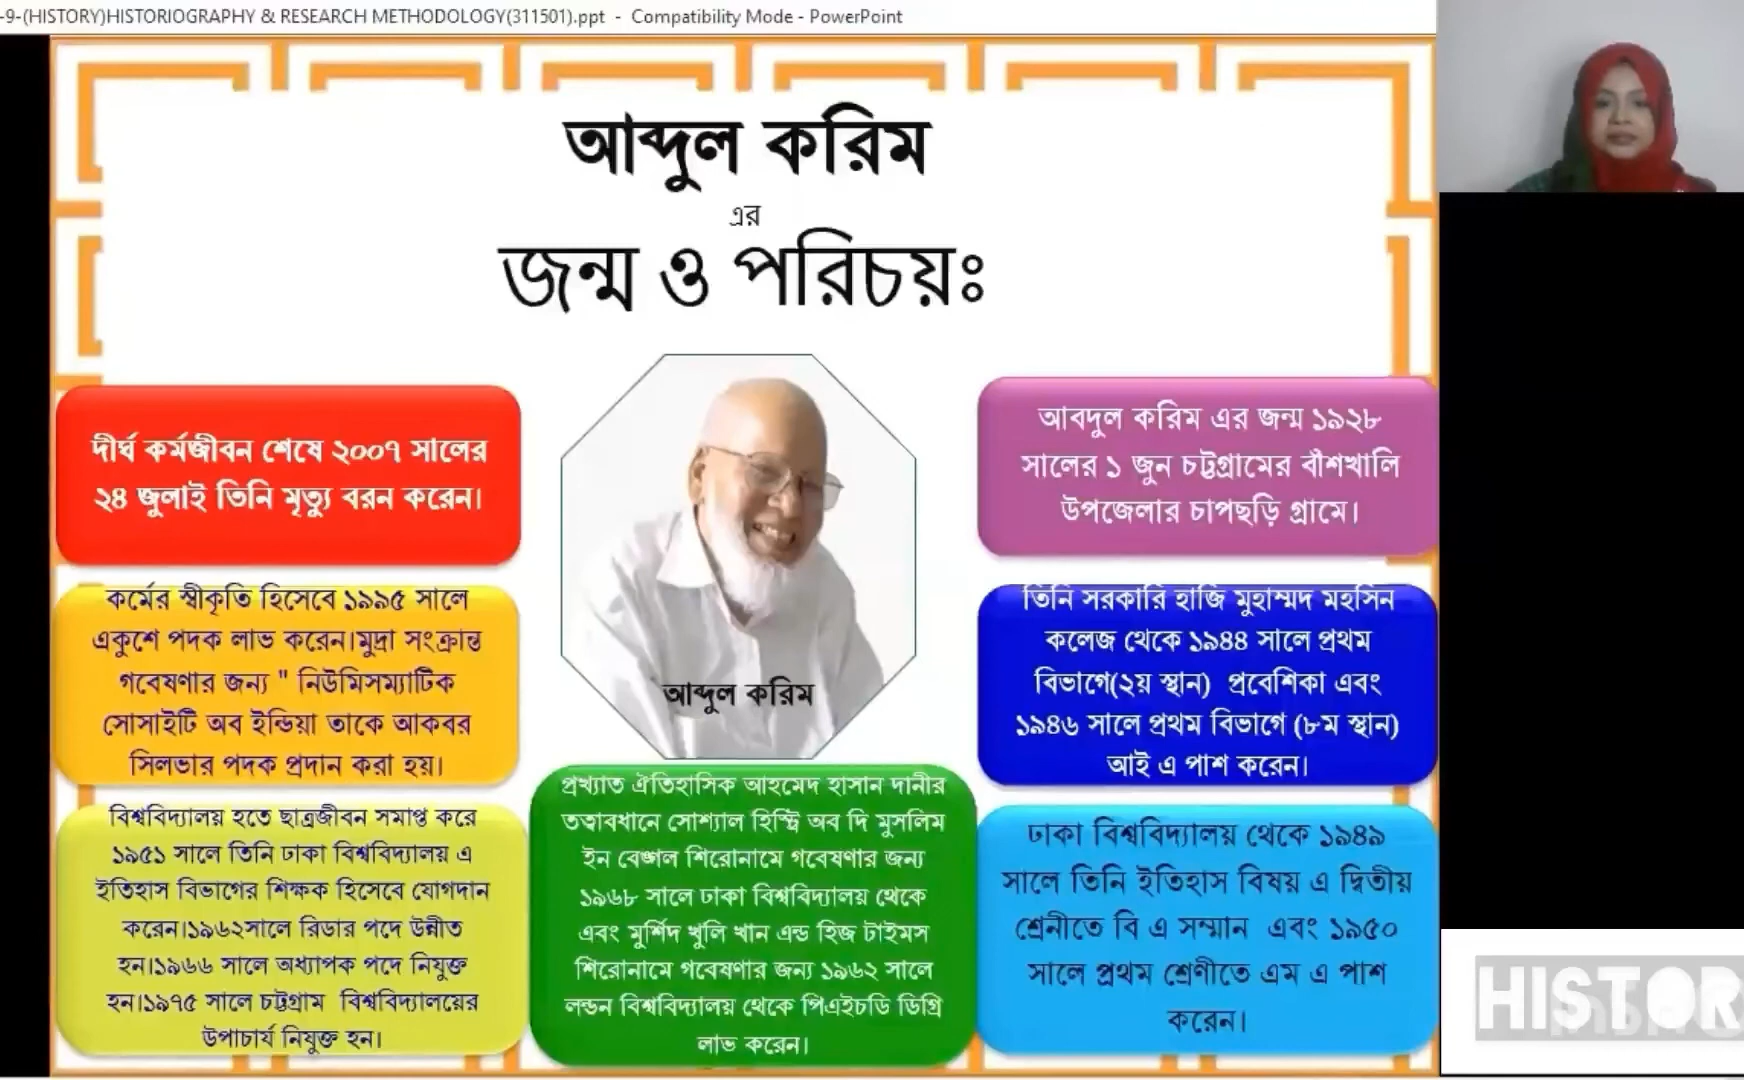 -9-(HISTORY)HISTORIOGRAPHY & RESEARCH METHODOLOGY(311501).ppt - Compatibility Mode - PowerPoint
আব্দুল করিম
এর
জন্ম ও পরিচয়ঃ
দীর্ঘ কর্মজীবন শেষে ২০০৭ সালের
২৪ জুলাই তিনি মৃত্যু বরন করেন।
আবদুল করিম এর জন্ম ১৯২৮
সালের ১ জুন চট্টগ্রামের বাঁশখালি
উপজেলার চাপছড়ি গ্রামে।
আব্দুল করিম
কর্মের স্বীকৃতি হিসেবে ১৯৯৫ সালে
একুশে পদক লাভ করেন।মুদ্রা সংক্রান্ত
গবেষণার জন্য " নিউমিসম্যাটিক
সোসাইটি অব ইন্ডিয়া তাকে আকবর
সিলভার পদক প্রদান করা হয়।
তিনি সরকারি হাজি মুহাম্মদ মহসিন
কলেজ থেকে ১৯৪৪ সালে প্রথম
বিভাগে(২য় স্থান) প্রবেশিকা এবং
১৯৪৬ সালে প্রথম বিভাগে (৮ম স্থান)
আই এ পাশ করেন।
বিশ্ববিদ্যালয় হতে ছাত্রজীবন সমাপ্ত করে
১৯৫১ সালে তিনি ঢাকা বিশ্ববিদ্যালয় এ
ইতিহাস বিভাগের শিক্ষক হিসেবে যোগদান
করেন।১৯৬২সালে রিডার পদে উন্নীত
হন।১৯৬৬ সালে অধ্যাপক পদে নিযুক্ত
হন।১৯৭৫ সালে চট্টগ্রাম বিশ্ববিদ্যালয়ের
উপাচার্য নিযুক্ত হন।
প্রখ্যাত ঐতিহাসিক আহমেদ হাসান দানীর
তত্বাবধানে সোশ্যাল হিস্ট্রি অব দি মুসলিম
ইন বেঙ্গল শিরোনামে গবেষণার জন্য
১৯৬৮ সালে ঢাকা বিশ্ববিদ্যালয় থেকে
এবং মুর্শিদ খুলি খান এন্ড হিজ টাইমস
শিরোনামে গবেষণার জন্য ১৯৬২ সালে
লন্ডন বিশ্ববিদ্যালয় থেকে পিএইচডি ডিগ্রি
লাভ করেন।
ঢাকা বিশ্ববিদ্যালয় থেকে ১৯৪৯
সালে তিনি ইতিহাস বিষয় এ দ্বিতীয়
শ্রেনীতে বি এ সম্মান এবং ১৯৫০
সালে প্রথম শ্রেণীতে এম এ পাশ
করেন।
HISTOR